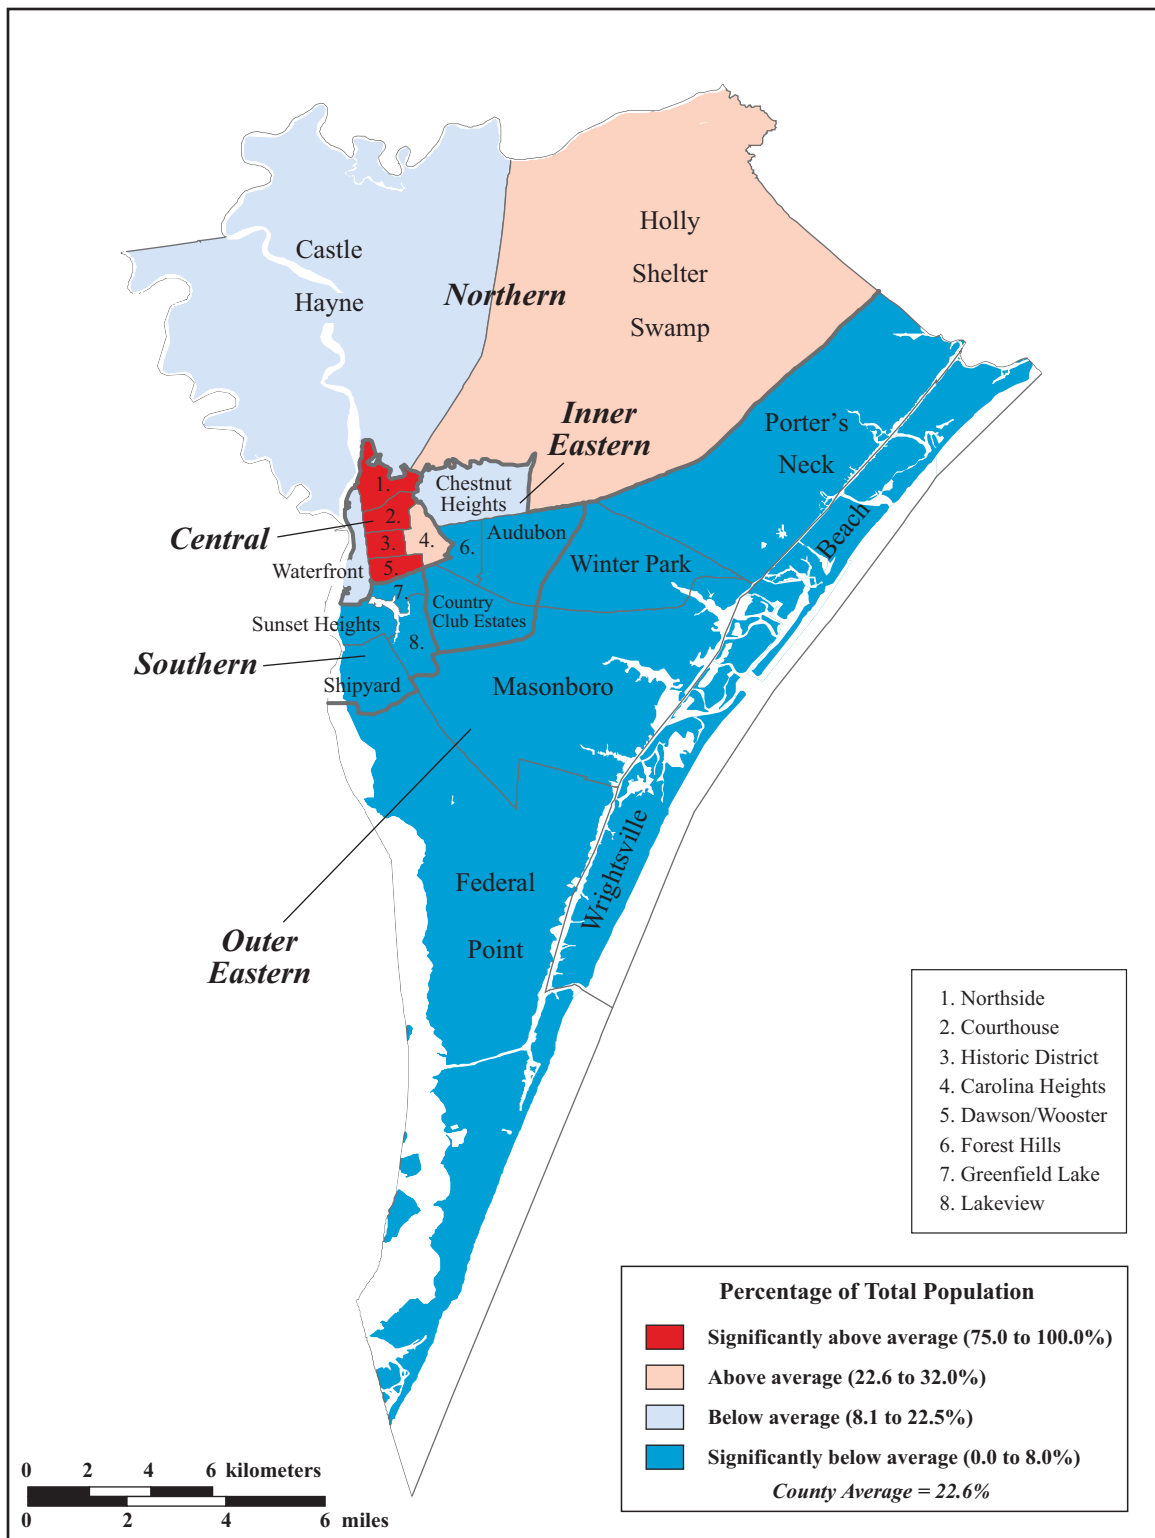 Castle
Hayne
Northern
Holly
Shelter
Swamp
Inner
Eastern
Porter's
Neck
Chestnut
Heights
1.
2.
3.
4.
5.
6.
7.
8.
Central
Audubon
Winter Park
Beach
Waterfront
Country
Club Estates
Sunset Heights
Southern
Shipyard
Masonboro
Wrightsville
Federal
Point
Outer
Eastern
1. Northside
2. Courthouse
3. Historic District
4. Carolina Heights
5. Dawson/Wooster
6. Forest Hills
7. Greenfield Lake
8. Lakeview
Percentage of Total Population
Significantly above average (75.0 to 100.0%)
Above average (22.6 to 32.0%)
Below average (8.1 to 22.5%)
Significantly below average (0.0 to 8.0%)
County Average = 22.6%
0 2 4 6 kilometers
0 2 4 6 miles